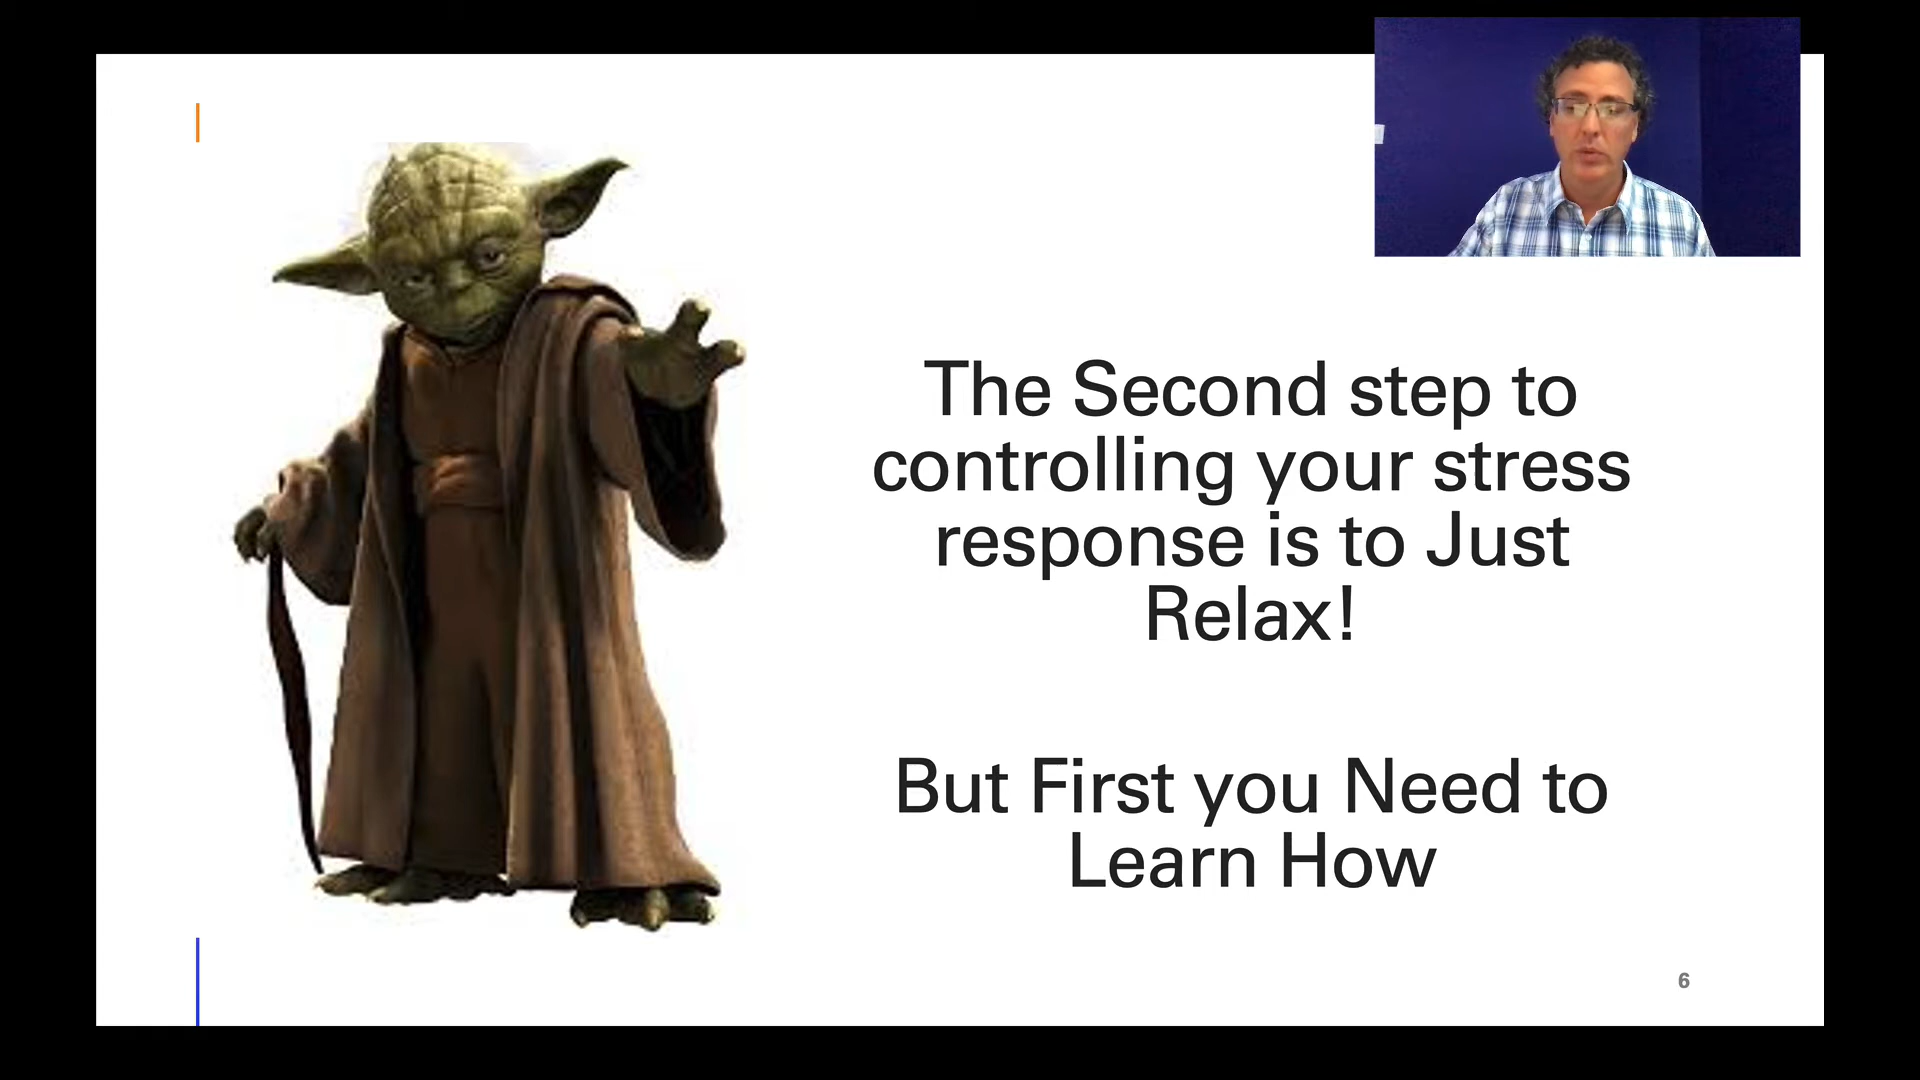 The Second step to
controlling your stress
response is to Just
Relax!
But First you Need to
Learn How
6